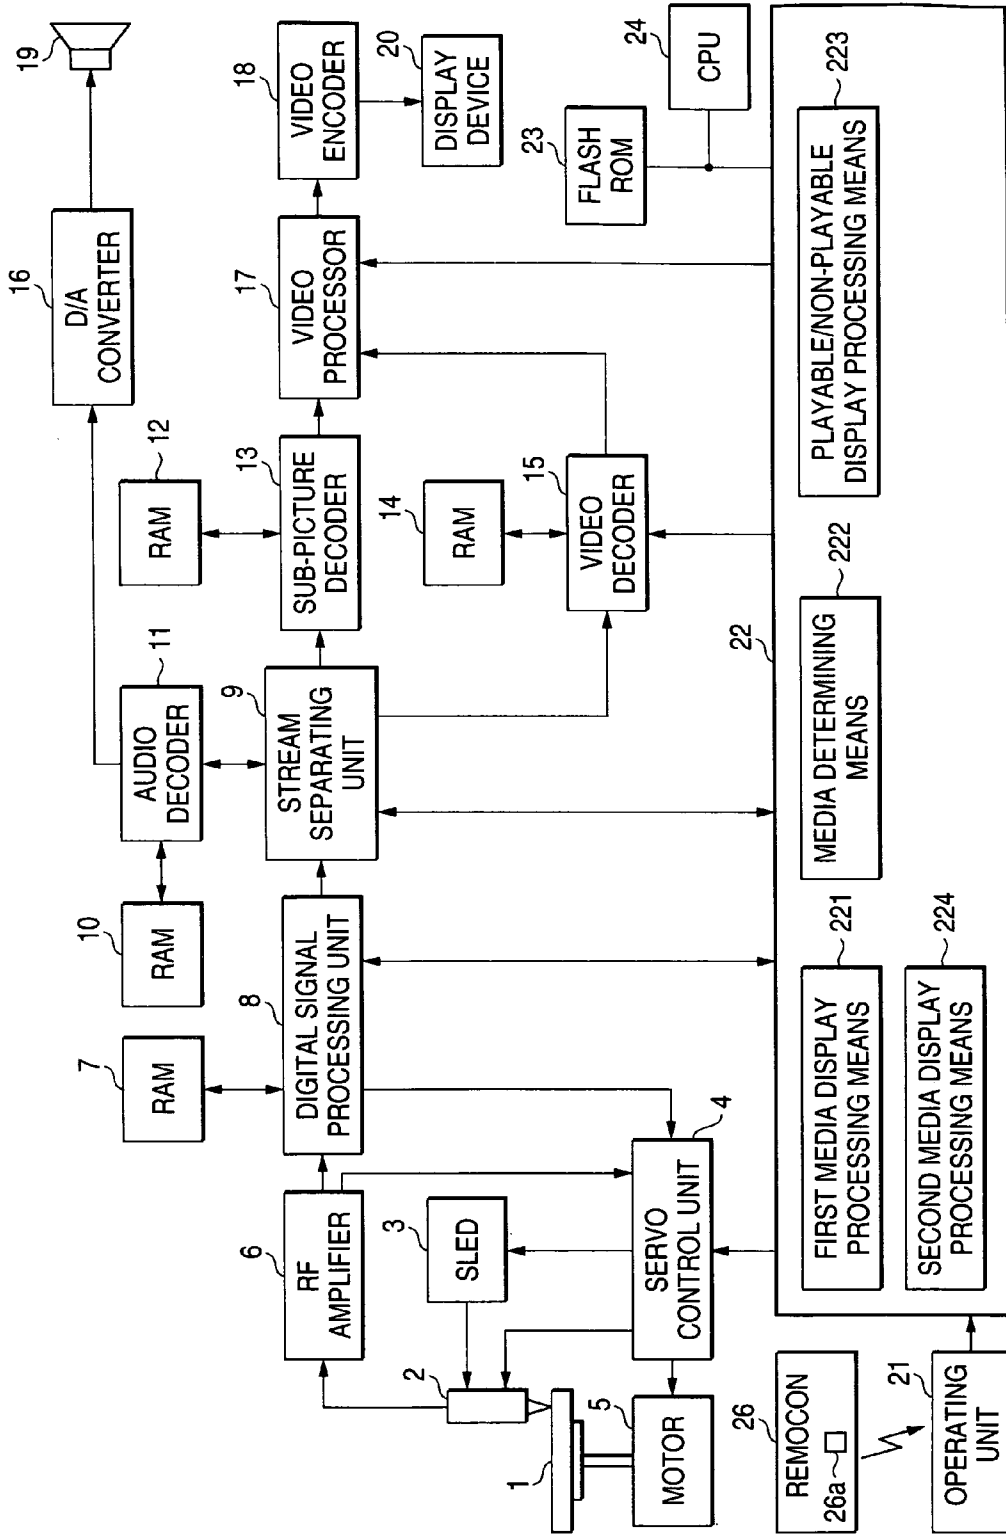 19
16
D/A
CONVERTER
18
VIDEO
ENCODER
20
DISPLAY
DEVICE
17
VIDEO
PROCESSOR
12
RAM
13
SUB-PICTURE
DECODER
14
RAM
15
VIDEO
DECODER
11
AUDIO
DECODER
9
STREAM
SEPARATING
UNIT
10
RAM
7
RAM
8
DIGITAL SIGNAL
PROCESSING UNIT
6
RF
AMPLIFIER
3
SLED
4
SERVO
CONTROL UNIT
2
1
5
MOTOR
26
REMOCON
26a
21
OPERATING
UNIT
22
221
FIRST MEDIA DISPLAY
PROCESSING MEANS
224
SECOND MEDIA DISPLAY
PROCESSING MEANS
222
MEDIA DETERMINING
MEANS
223
PLAYABLE/NON-PLAYABLE
DISPLAY PROCESSING MEANS
23
FLASH
ROM
24
CPU